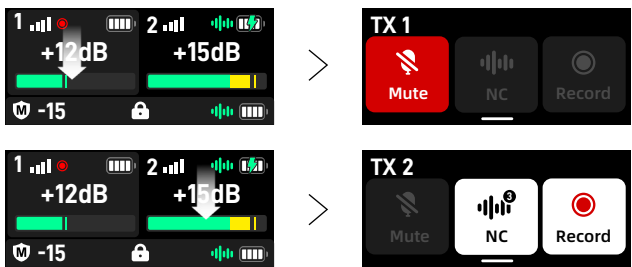 1 2
+12dB +15dB
M -15
TX 1
Mute NC Record
1 2
+12dB +15dB
M -15
TX 2
Mute NC 3 Record